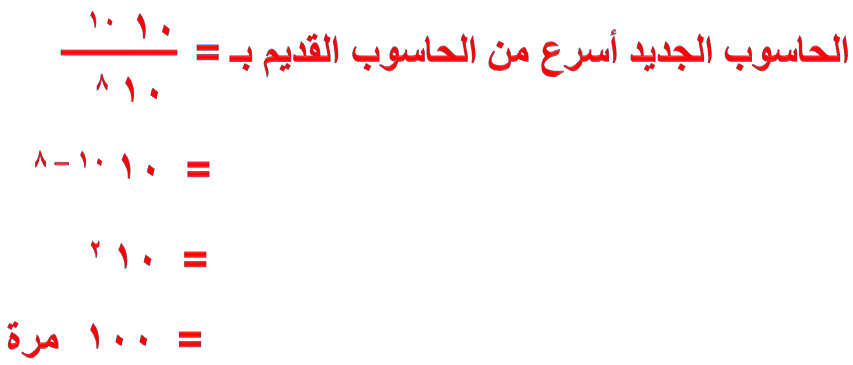 الحاسوب الجديد أسرع من الحاسوب القديم بـ = ١٠^١٠ / ١٠^٨
= ١٠^(١٠ – ٨)
= ١٠^٢
= ١٠٠ مرة